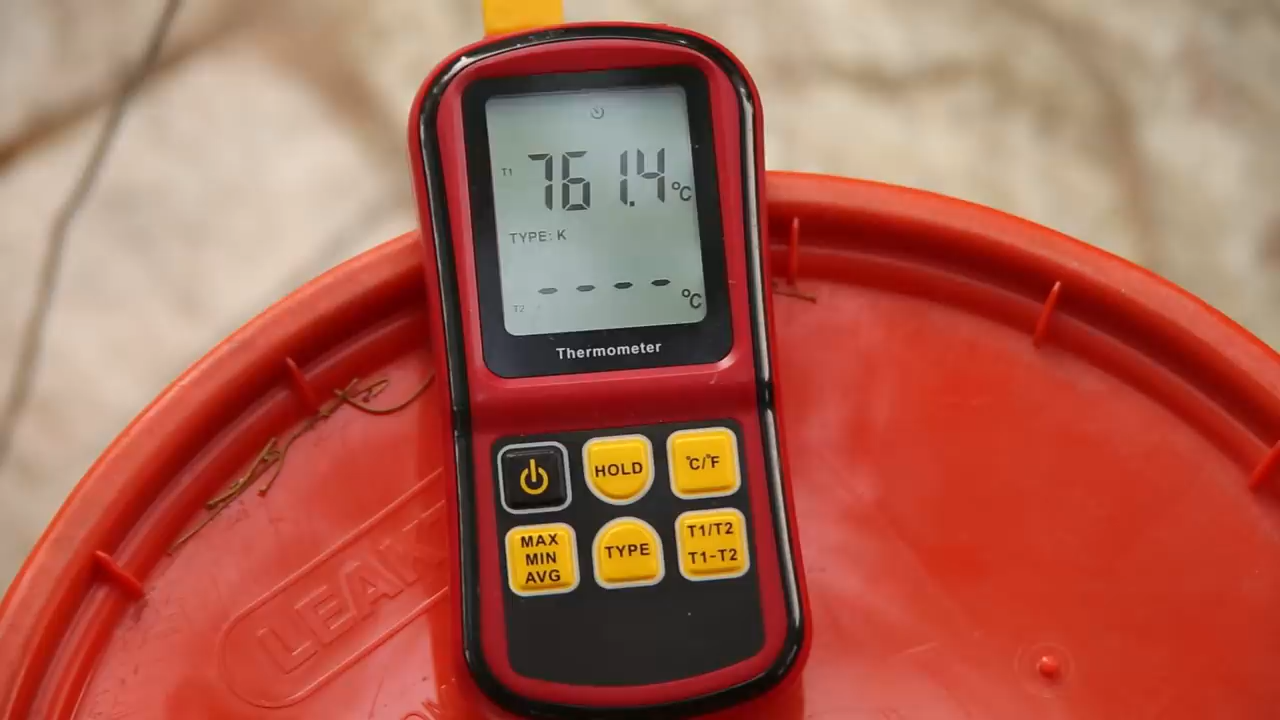 T1 761.4 °C
TYPE: K
T2 - - - - °C
Thermometer
HOLD
°C/°F
MAX
MIN
AVG
TYPE
T1/T2
T1-T2
LEAK